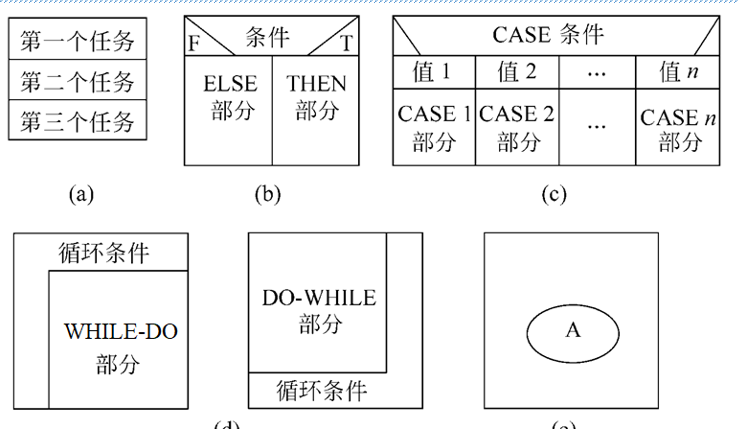 第一个任务
第二个任务
第三个任务
(a)
F 条件 T
ELSE 部分
THEN 部分
(b)
CASE 条件
值 1 值 2 ... 值 n
CASE 1 部分
CASE 2 部分
...
CASE n 部分
(c)
循环条件
WHILE-DO
部分
DO-WHILE
部分
循环条件
(d)
A
(e)